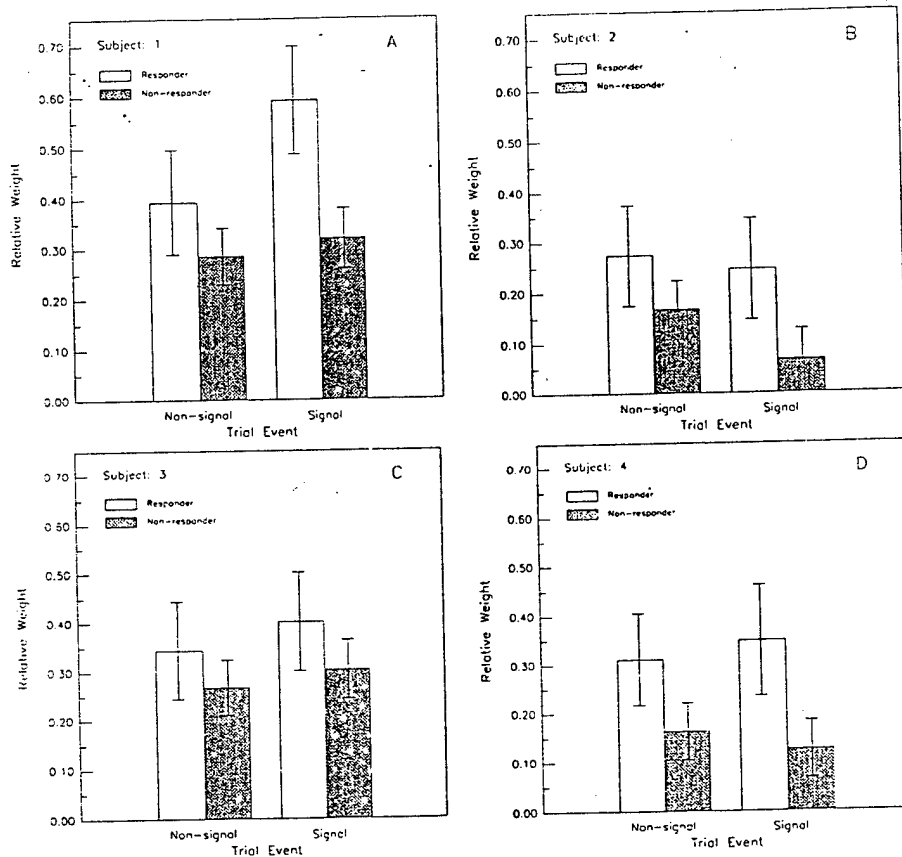 Subject: 1
A
Responder
Non-responder
0.70
0.60
0.50
0.40
0.30
0.20
0.10
0.00
Relative Weight
Non-signal
Signal
Trial Event
Subject: 2
B
Responder
Non-responder
0.70
0.60
0.50
0.40
0.30
0.20
0.10
0.00
Relative Weight
Non-signal
Signal
Trial Event
Subject: 3
C
Responder
Non-responder
0.70
0.60
0.50
0.40
0.30
0.20
0.10
0.00
Relative Weight
Non-signal
Signal
Trial Event
Subject: 4
D
Responder
Non-responder
0.70
0.60
0.50
0.40
0.30
0.20
0.10
0.00
Relative Weight
Non-signal
Signal
Trial Event